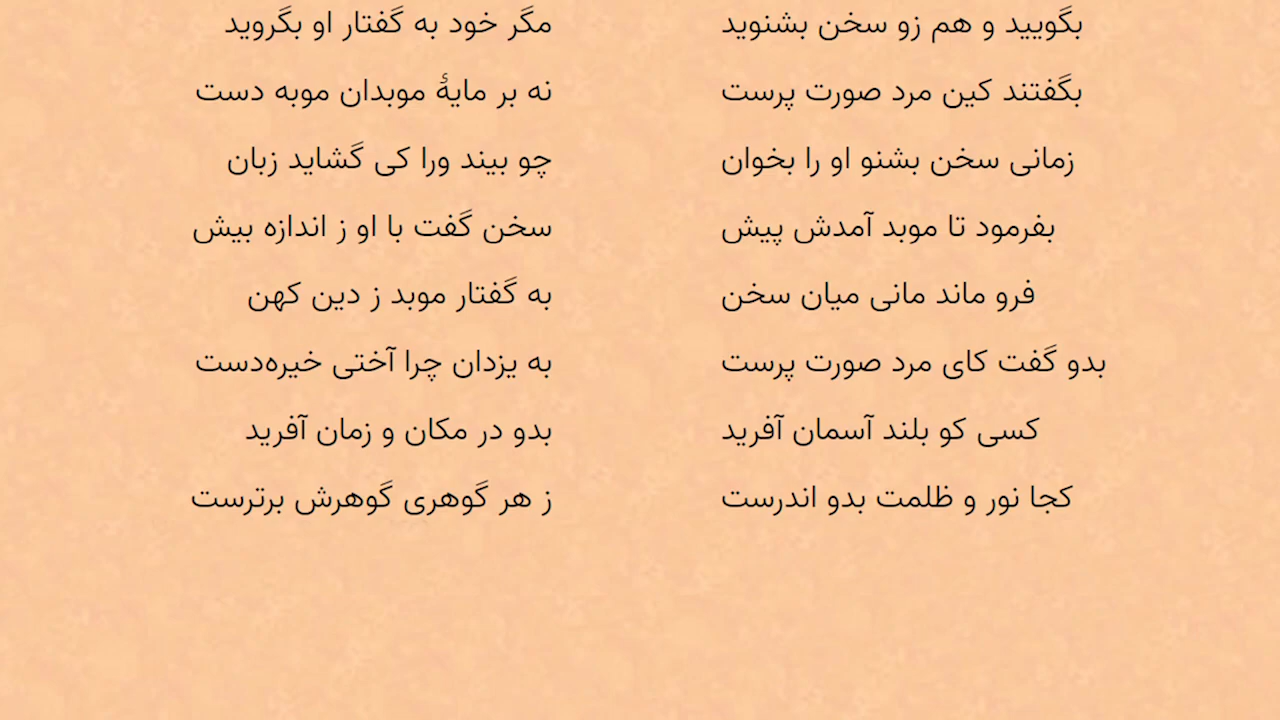 بگویید و هم زو سخن بشنوید
مگر خود به گفتار او بگروید
بگفتند کین مرد صورت پرست
نه بر مایهٔ موبدان موبه دست
زمانی سخن بشنو او را بخوان
چو بیند ورا کی گشاید زبان
بفرمود تا موبد آمدش پیش
سخن گفت با او ز اندازه بیش
فرو ماند مانی میان سخن
به گفتار موبد ز دین کهن
بدو گفت کای مرد صورت پرست
به یزدان چرا آختی خیره‌دست
کسی کو بلند آسمان آفرید
بدو در مکان و زمان آفرید
کجا نور و ظلمت بدو اندرست
ز هر گوهری گوهرش برترست